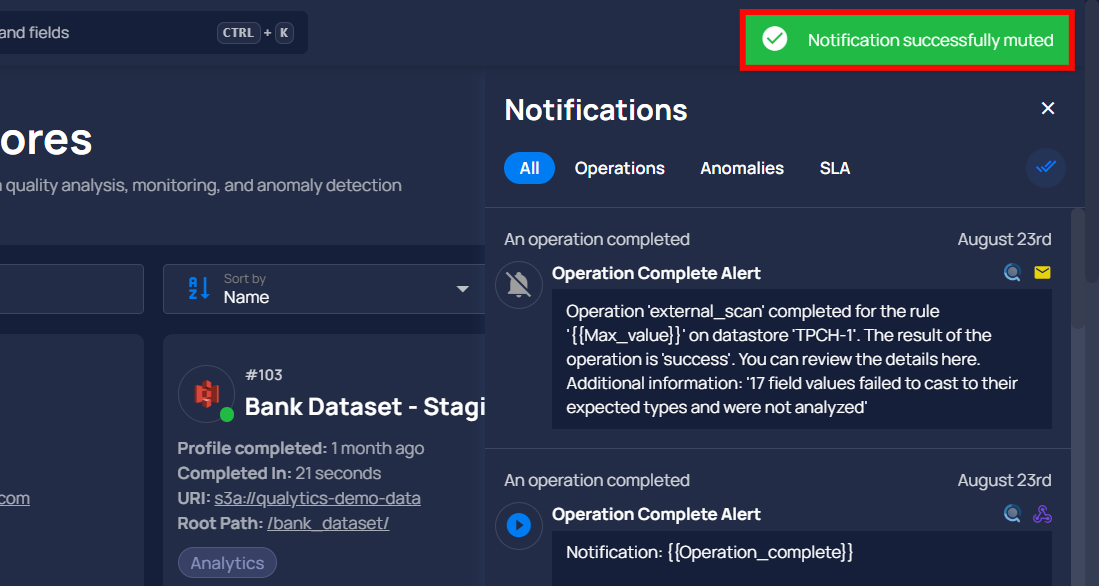 and fields
CTRL + K
Notification successfully muted
ores
quality analysis, monitoring, and anomaly detection
Sort by
Name
#103
Bank Dataset - Stagi
Profile completed: 1 month ago
Completed In: 21 seconds
URI: s3a://qualytics-demo-data
Root Path: /bank_dataset/
Analytics
com
Notifications
All
Operations
Anomalies
SLA
An operation completed
August 23rd
Operation Complete Alert
Operation 'external_scan' completed for the rule
'{{Max_value}}' on datastore 'TPCH-1'. The result of the
operation is 'success'. You can review the details here.
Additional information: '17 field values failed to cast to their
expected types and were not analyzed'
An operation completed
August 23rd
Operation Complete Alert
Notification: {{Operation_complete}}